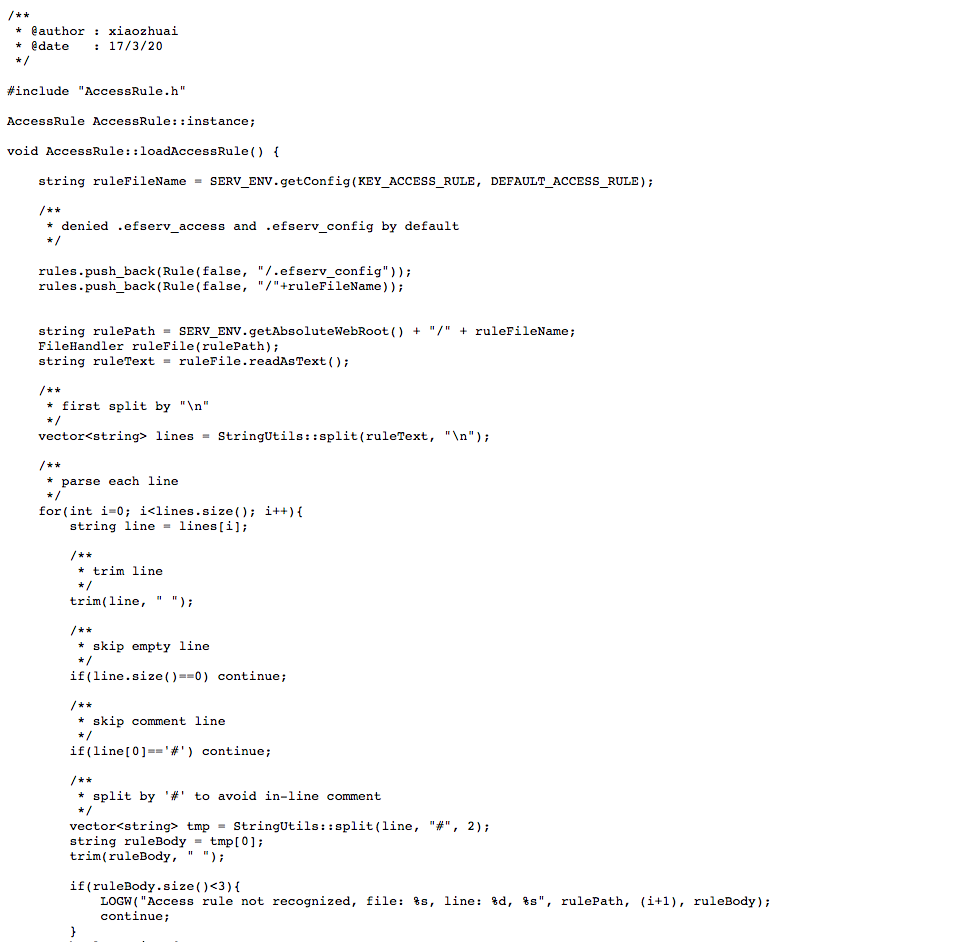 /**
 * @author : xiaozhuai
 * @date   : 17/3/20
 */

#include "AccessRule.h"

AccessRule AccessRule::instance;

void AccessRule::loadAccessRule() {

    string ruleFileName = SERV_ENV.getConfig(KEY_ACCESS_RULE, DEFAULT_ACCESS_RULE);

    /**
     * denied .efserv_access and .efserv_config by default
     */

    rules.push_back(Rule(false, "/.efserv_config"));
    rules.push_back(Rule(false, "/"+ruleFileName));


    string rulePath = SERV_ENV.getAbsoluteWebRoot() + "/" + ruleFileName;
    FileHandler ruleFile(rulePath);
    string ruleText = ruleFile.readAsText();

    /**
     * first split by "\n"
     */
    vector<string> lines = StringUtils::split(ruleText, "\n");

    /**
     * parse each line
     */
    for(int i=0; i<lines.size(); i++){
        string line = lines[i];

        /**
         * trim line
         */
        trim(line, " ");

        /**
         * skip empty line
         */
        if(line.size()==0) continue;

        /**
         * skip comment line
         */
        if(line[0]=='#') continue;

        /**
         * split by '#' to avoid in-line comment
         */
        vector<string> tmp = StringUtils::split(line, "#", 2);
        string ruleBody = tmp[0];
        trim(ruleBody, " ");

        if(ruleBody.size()<3){
            LOGW("Access rule not recognized, file: %s, line: %d, %s", rulePath, (i+1), ruleBody);
            continue;
        }